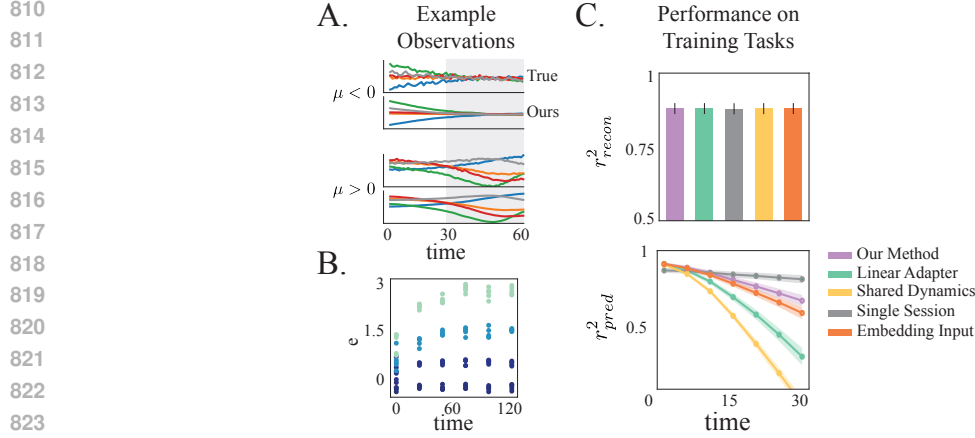 810
811
812
813
814
815
816
817
818
819
820
821
822
823
A.
Example
Observations
μ < 0
True
Ours
μ > 0
0
30
60
time
B.
3
1.5
0
e
0
60
120
time
C.
Performance on
Training Tasks
1
0.75
0.5
r²recon
1
0.5
r²pred
0
15
30
time
Our Method
Linear Adapter
Shared Dynamics
Single Session
Embedding Input